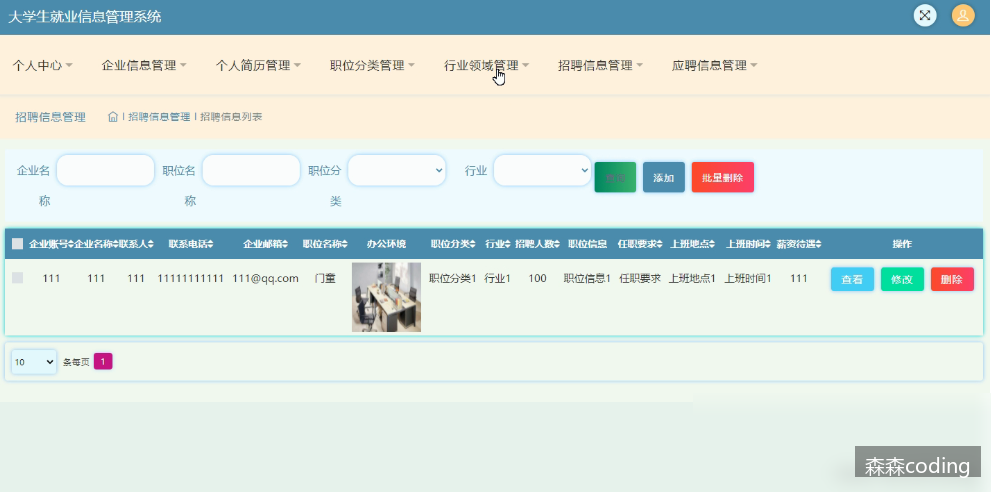 大学生就业信息管理系统
个人中心 企业信息管理 个人简历管理 职位分类管理 行业领域管理 招聘信息管理 应聘信息管理
招聘信息管理 | 招聘信息管理 | 招聘信息列表
企业名称 职位名称 职位分类 行业 添加 批量删除
企业账号 企业名称 联系人 联系电话 企业邮箱 职位名称 办公环境 职位分类 行业 招聘人数 职位信息 任职要求 上班地点 上班时间 薪资待遇 操作
111 111 111 11111111111 111@qq.com 门童 职位分类1 行业1 100 职位信息1 任职要求 上班地点1 上班时间1 111 查看 修改 删除
10 条每页 1
森森coding